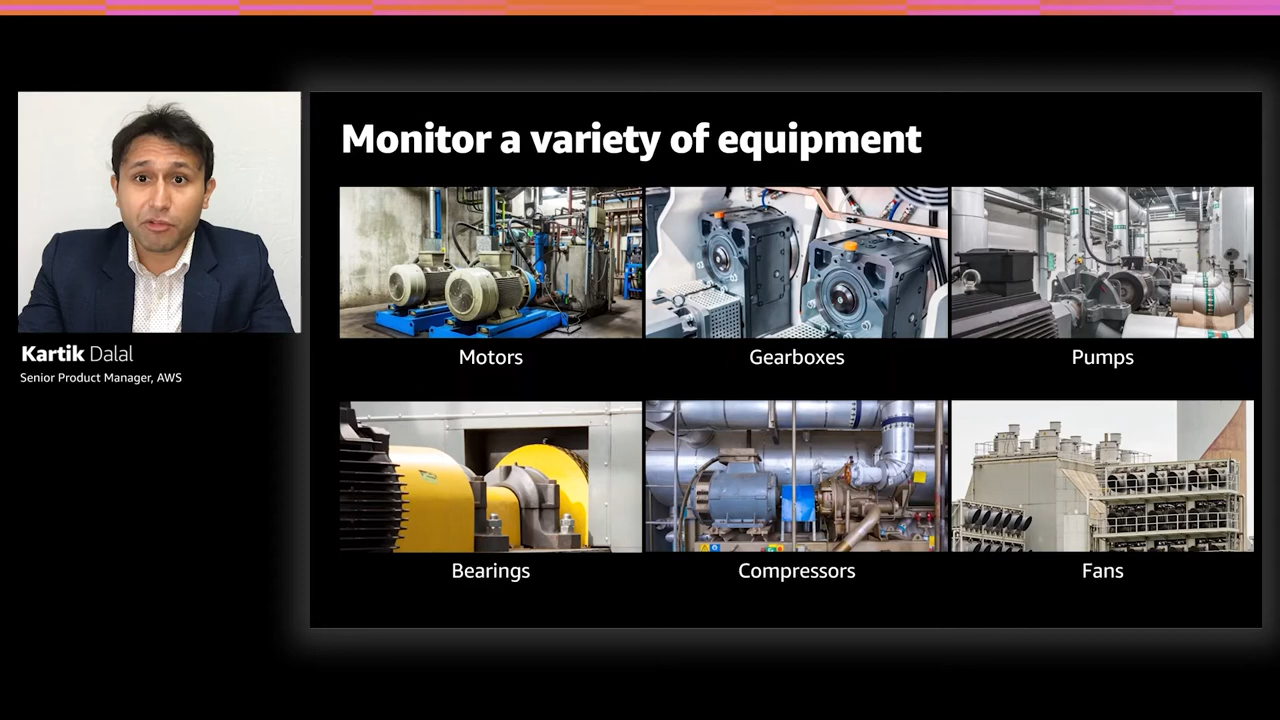 Monitor a variety of equipment
Kartik Dalal
Senior Product Manager, AWS
Motors
Gearboxes
Pumps
Bearings
Compressors
Fans